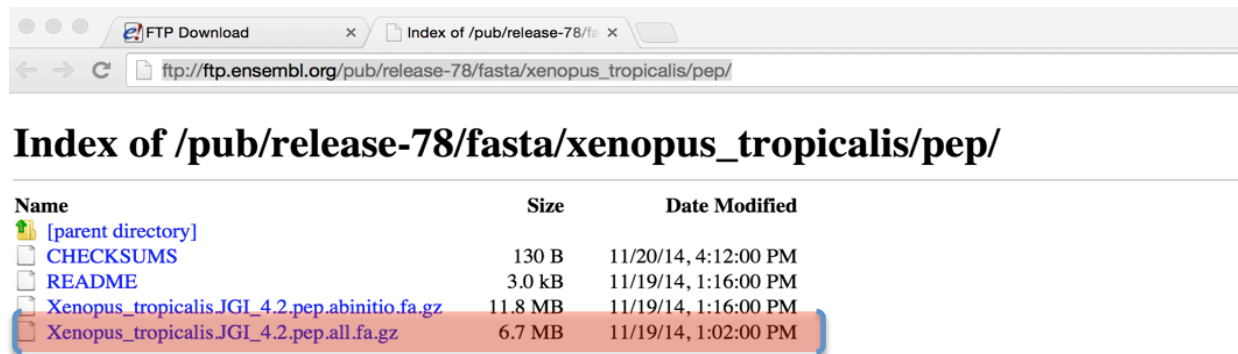 FTP Download Index of /pub/release-78/fa
ftp://ftp.ensembl.org/pub/release-78/fasta/xenopus_tropicalis/pep/
Index of /pub/release-78/fasta/xenopus_tropicalis/pep/
Name Size Date Modified
[parent directory]
CHECKSUMS 130 B 11/20/14, 4:12:00 PM
README 3.0 kB 11/19/14, 1:16:00 PM
Xenopus_tropicalis.JGI_4.2.pep.abinitio.fa.gz 11.8 MB 11/19/14, 1:16:00 PM
Xenopus_tropicalis.JGI_4.2.pep.all.fa.gz 6.7 MB 11/19/14, 1:02:00 PM